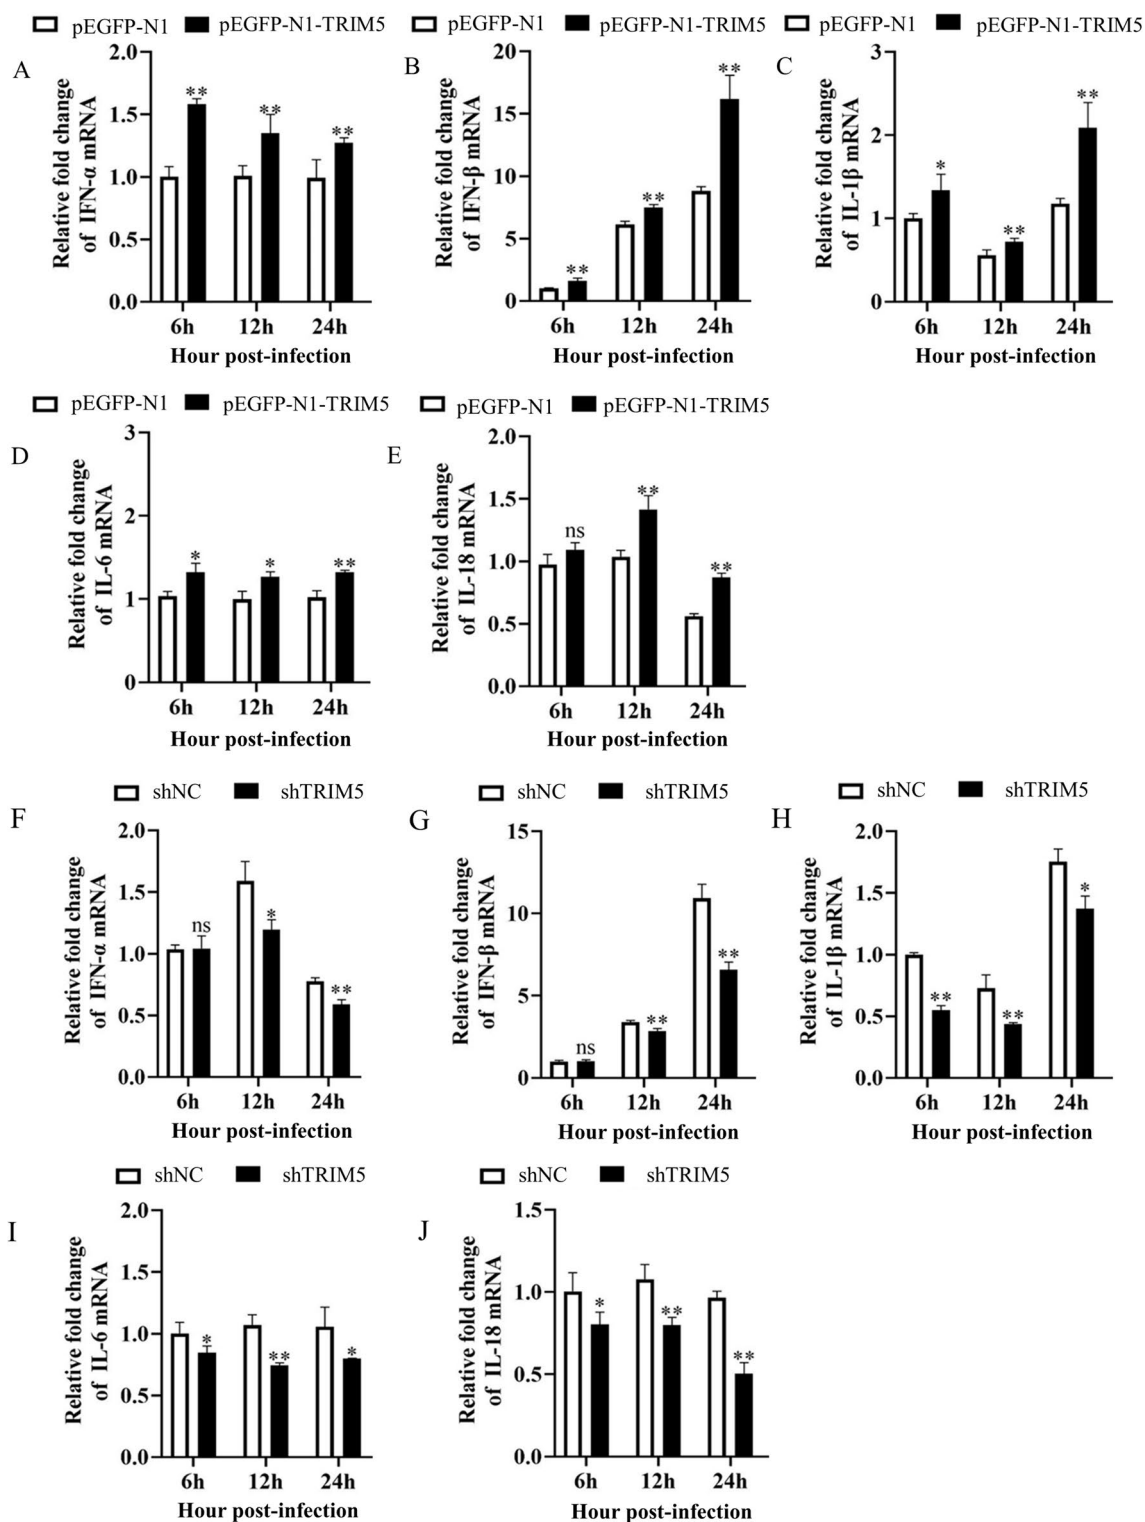 pEGFP-N1 pEGFP-N1-TRIM5
A
Relative fold change
of IFN-α mRNA
2.0
1.5
1.0
0.5
0.0
** ** **
6h 12h 24h
Hour post-infection
pEGFP-N1 pEGFP-N1-TRIM5
B
Relative fold change
of IFN-β mRNA
20
15
10
5
0
** ** **
6h 12h 24h
Hour post-infection
pEGFP-N1 pEGFP-N1-TRIM5
C
Relative fold change
of IL-1β mRNA
3
2
1
0
* ** **
6h 12h 24h
Hour post-infection
pEGFP-N1 pEGFP-N1-TRIM5
D
Relative fold change
of IL-6 mRNA
3
2
1
0
* * **
6h 12h 24h
Hour post-infection
pEGFP-N1 pEGFP-N1-TRIM5
E
Relative fold change
of IL-18 mRNA
2.0
1.5
1.0
0.5
0.0
ns ** **
6h 12h 24h
Hour post-infection
shNC shTRIM5
F
Relative fold change
of IFN-α mRNA
2.0
1.5
1.0
0.5
0.0
ns * **
6h 12h 24h
Hour post-infection
shNC shTRIM5
G
Relative fold change
of IFN-β mRNA
15
10
5
0
ns ** **
6h 12h 24h
Hour post-infection
shNC shTRIM5
H
Relative fold change
of IL-1β mRNA
2.0
1.5
1.0
0.5
0.0
** ** *
6h 12h 24h
Hour post-infection
shNC shTRIM5
I
Relative fold change
of IL-6 mRNA
2.0
1.5
1.0
0.5
0.0
* ** *
6h 12h 24h
Hour post-infection
shNC shTRIM5
J
Relative fold change
of IL-18 mRNA
1.5
1.0
0.5
0.0
* ** **
6h 12h 24h
Hour post-infection